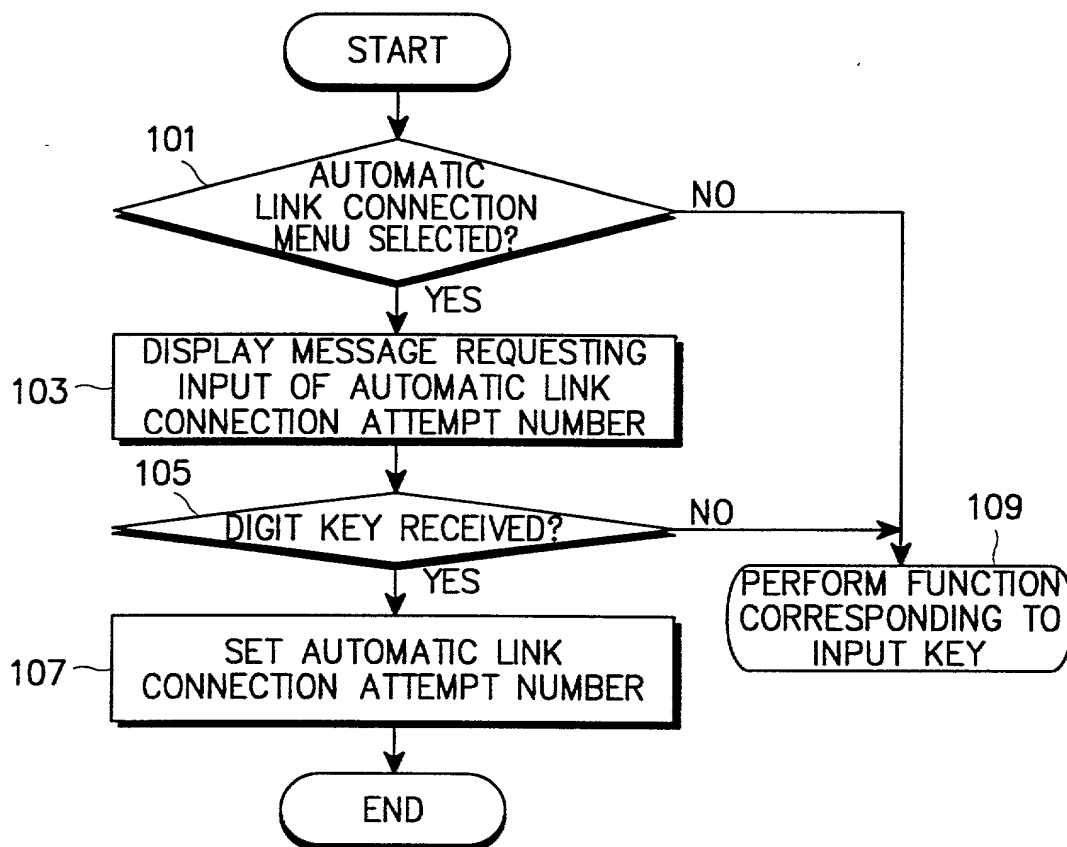 START
101
AUTOMATIC
LINK CONNECTION
MENU SELECTED?
NO
YES
103
DISPLAY MESSAGE REQUESTING
INPUT OF AUTOMATIC LINK
CONNECTION ATTEMPT NUMBER
105
DIGIT KEY RECEIVED?
NO
YES
109
PERFORM FUNCTION
CORRESPONDING TO
INPUT KEY
107
SET AUTOMATIC LINK
CONNECTION ATTEMPT NUMBER
END